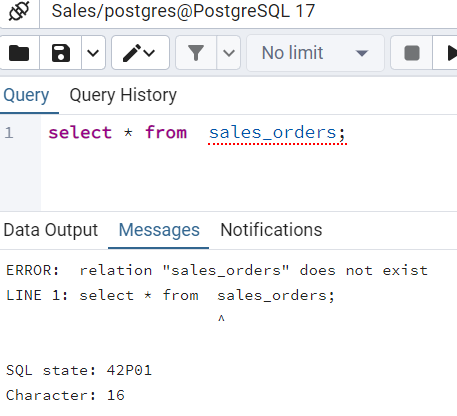 Sales/postgres@PostgreSQL 17
No limit
Query Query History
1 select * from  sales_orders;
Data Output Messages Notifications
ERROR:  relation "sales_orders" does not exist
LINE 1: select * from  sales_orders;
^
SQL state: 42P01
Character: 16